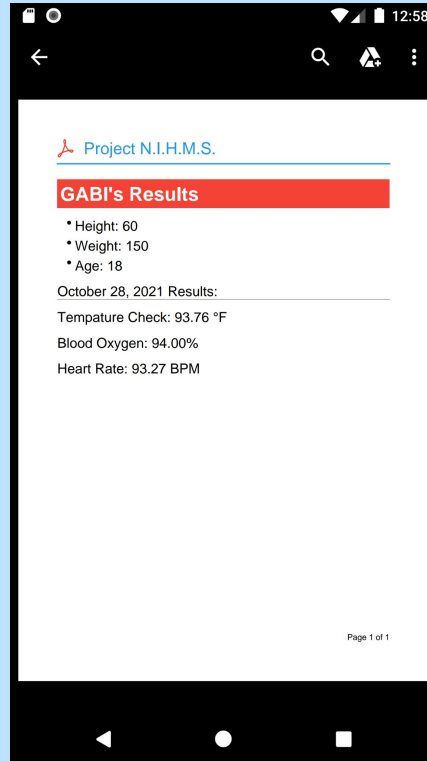 12:58
Project N.I.H.M.S.
GABI's Results
• Height: 60
• Weight: 150
• Age: 18
October 28, 2021 Results:
Tempature Check: 93.76 °F
Blood Oxygen: 94.00%
Heart Rate: 93.27 BPM
Page 1 of 1